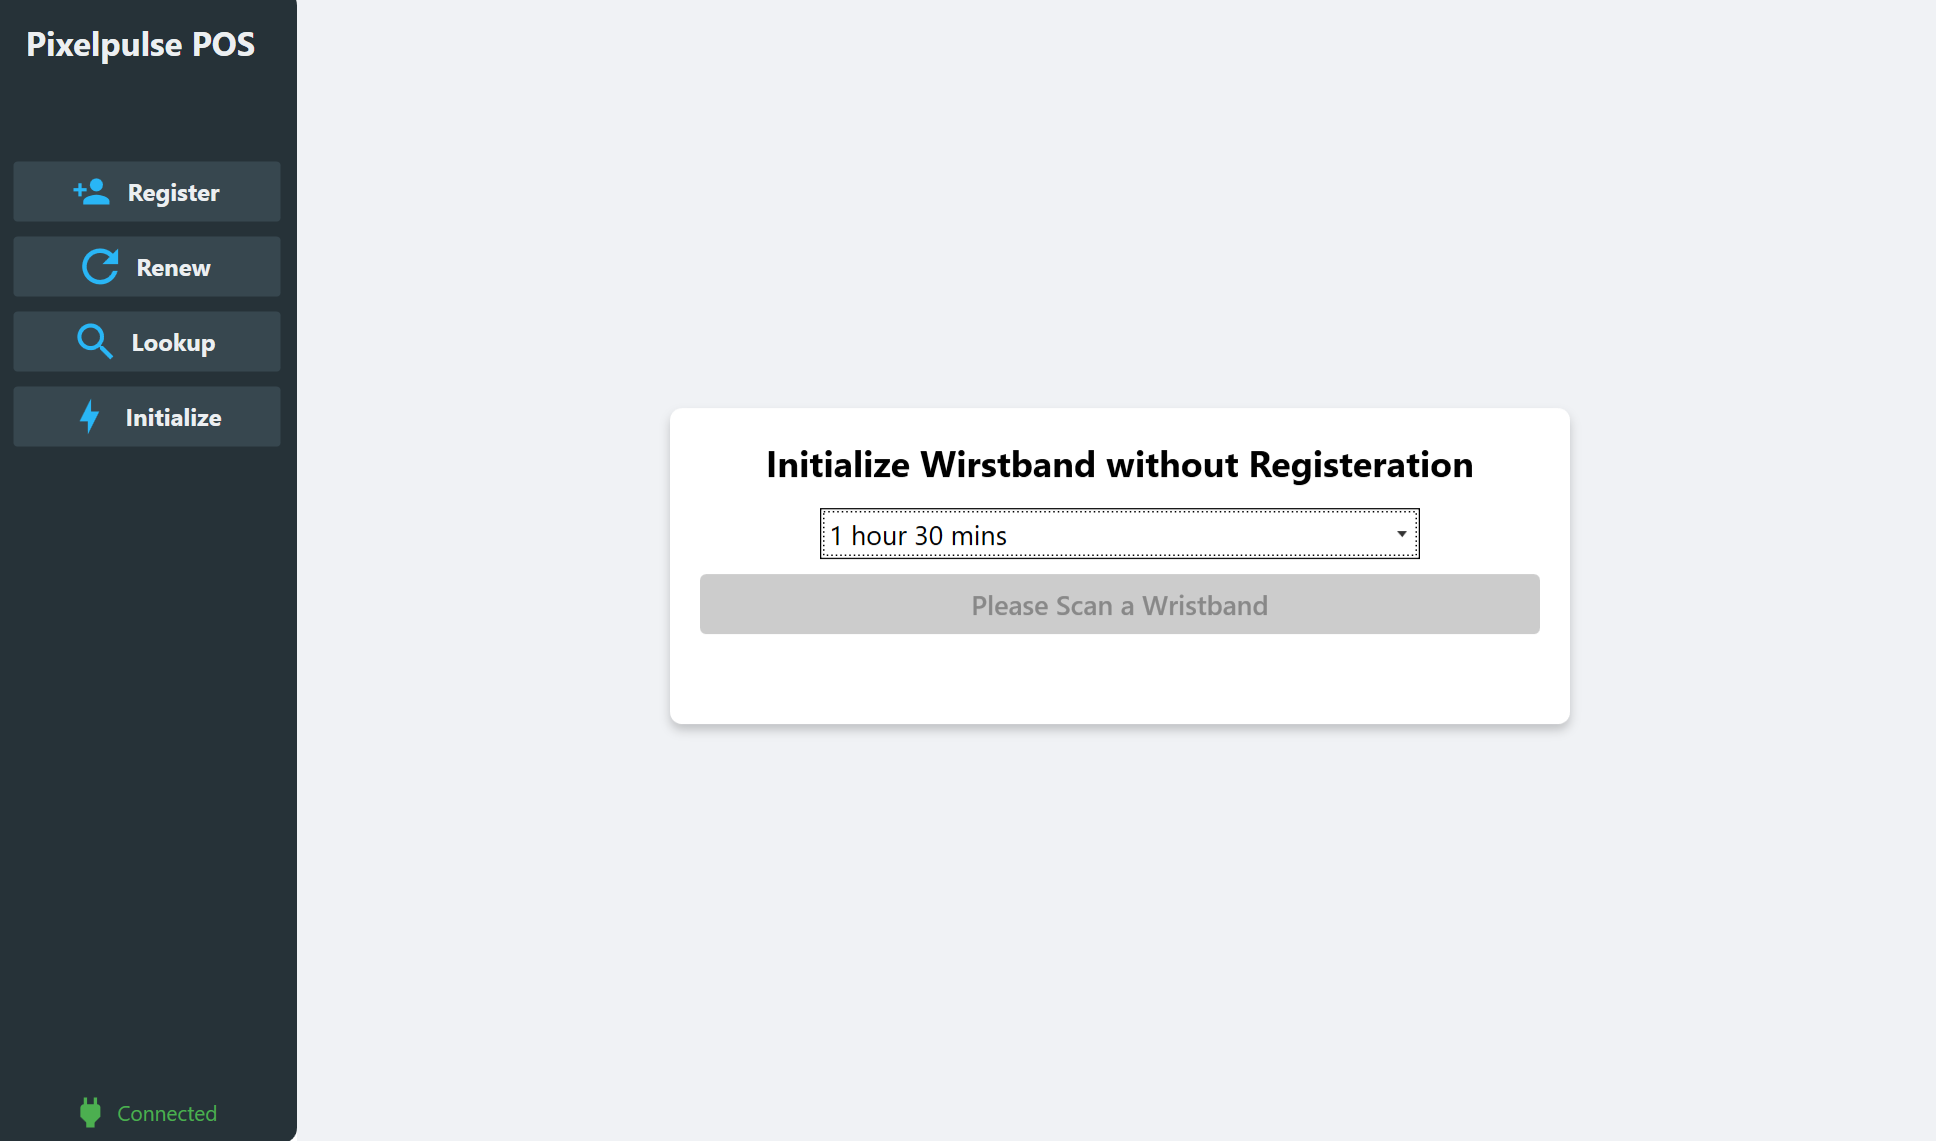 Pixelpulse POS
Register
Renew
Lookup
Initialize
Initialize Wirstband without Registeration
1 hour 30 mins
Please Scan a Wristband
Connected